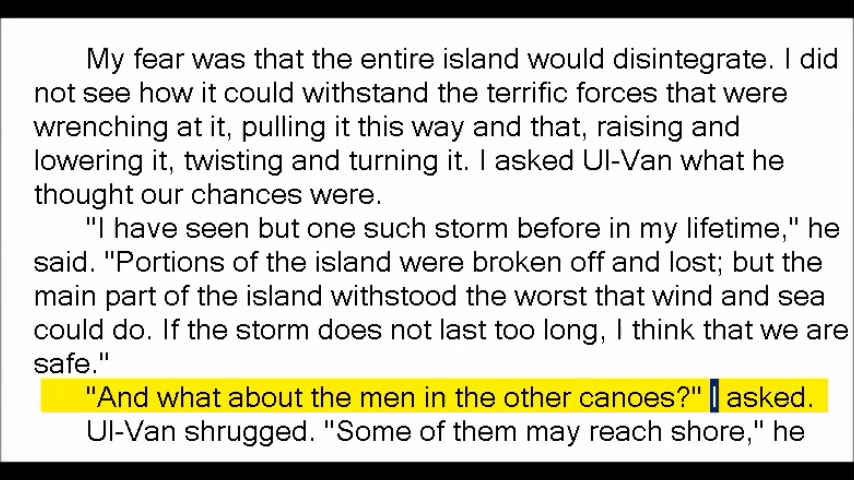 My fear was that the entire island would disintegrate. I did
not see how it could withstand the terrific forces that were
wrenching at it, pulling it this way and that, raising and
lowering it, twisting and turning it. I asked Ul-Van what he
thought our chances were.
"I have seen but one such storm before in my lifetime," he
said. "Portions of the island were broken off and lost; but the
main part of the island withstood the worst that wind and sea
could do. If the storm does not last too long, I think that we are
safe."
"And what about the men in the other canoes?" I asked.
Ul-Van shrugged. "Some of them may reach shore," he